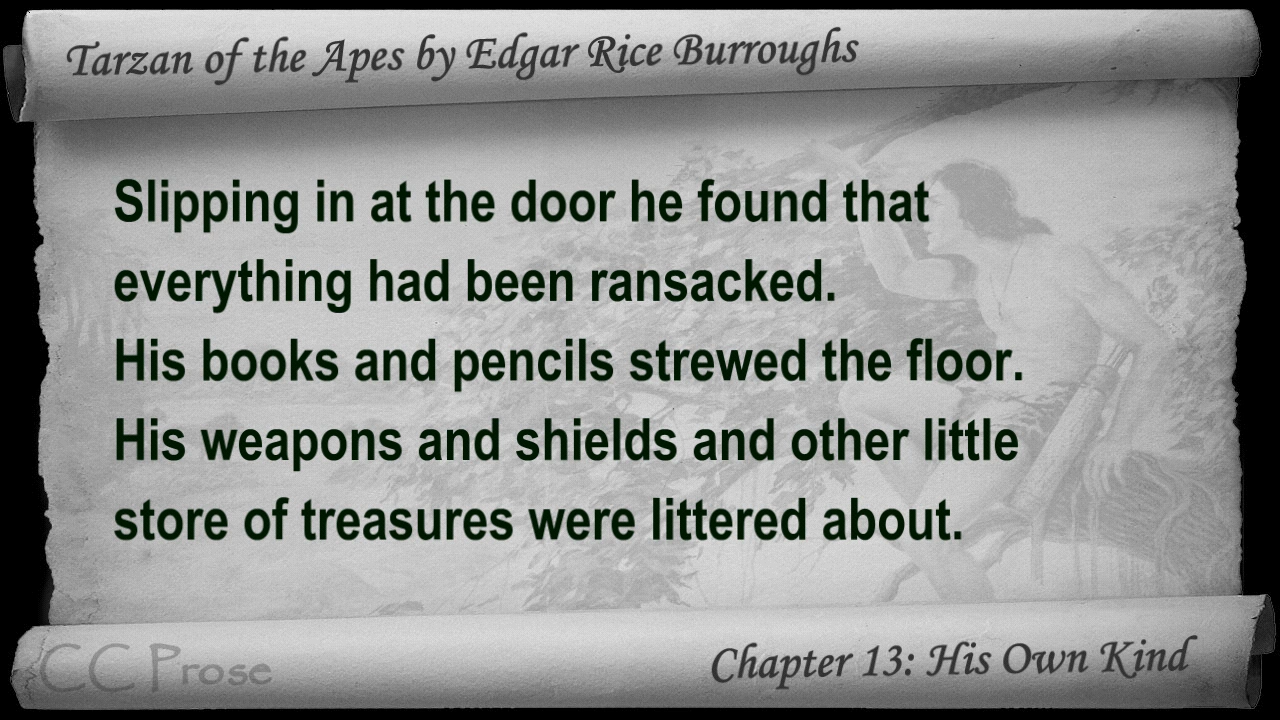 Tarzan of the Apes by Edgar Rice Burroughs
Slipping in at the door he found that
everything had been ransacked.
His books and pencils strewed the floor.
His weapons and shields and other little
store of treasures were littered about.
CC Prose
Chapter 13: His Own Kind